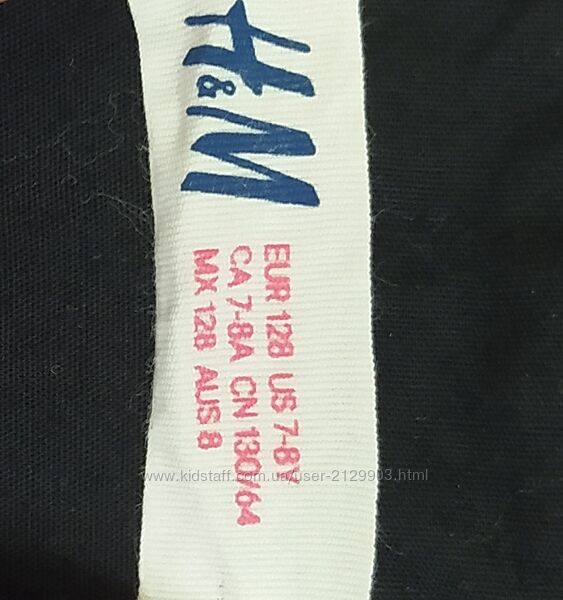 H&M
EUR 128 US 7-8Y
CA 7-8A CN 130/64
MX 128 AUS 8
www.kidstaff.com.ua/user-2129903.html